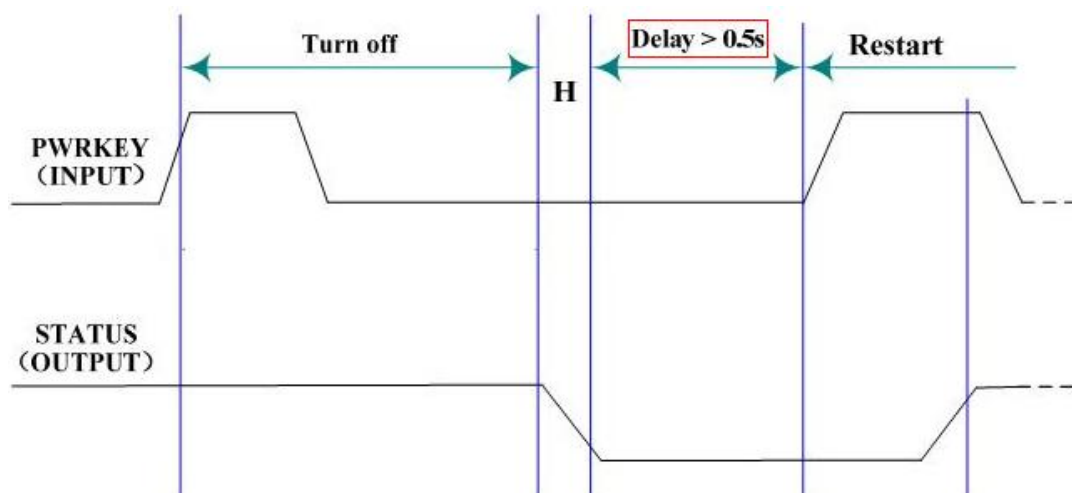 Turn off
Delay > 0.5s
Restart
H
PWRKEY
（INPUT）
STATUS
（OUTPUT）